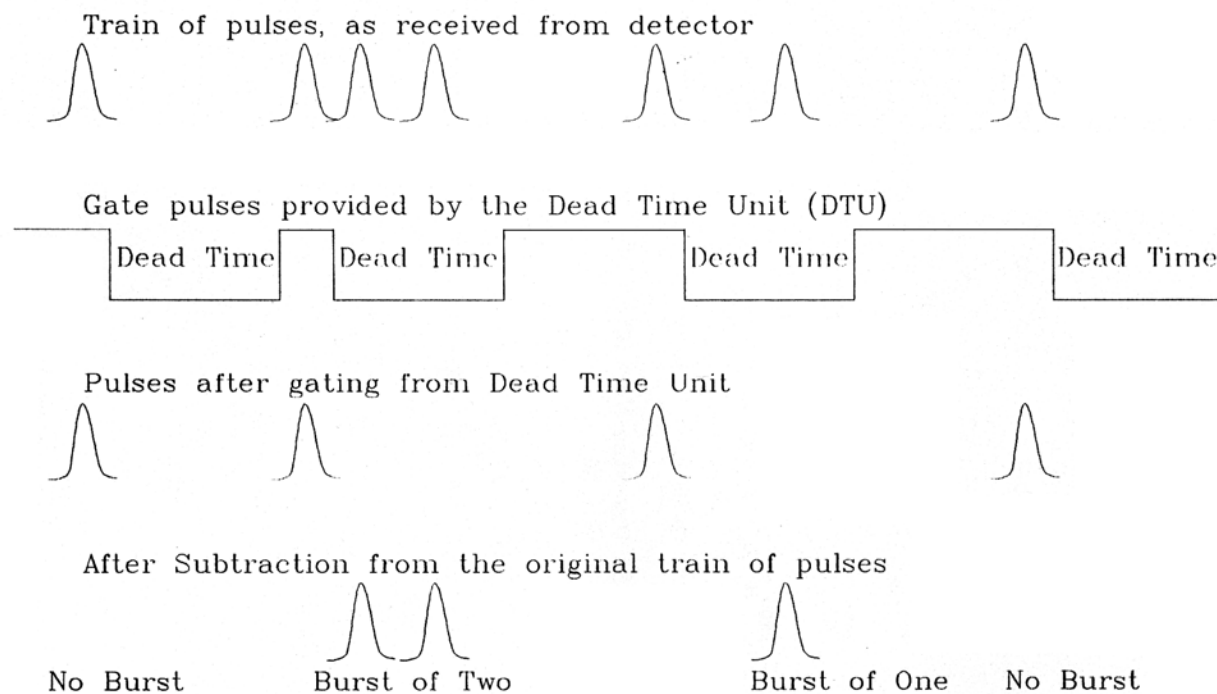 Train of pulses, as received from detector
Gate pulses provided by the Dead Time Unit (DTU)
Dead Time Dead Time Dead Time Dead Time
Pulses after gating from Dead Time Unit
After Subtraction from the original train of pulses
No Burst Burst of Two Burst of One No Burst